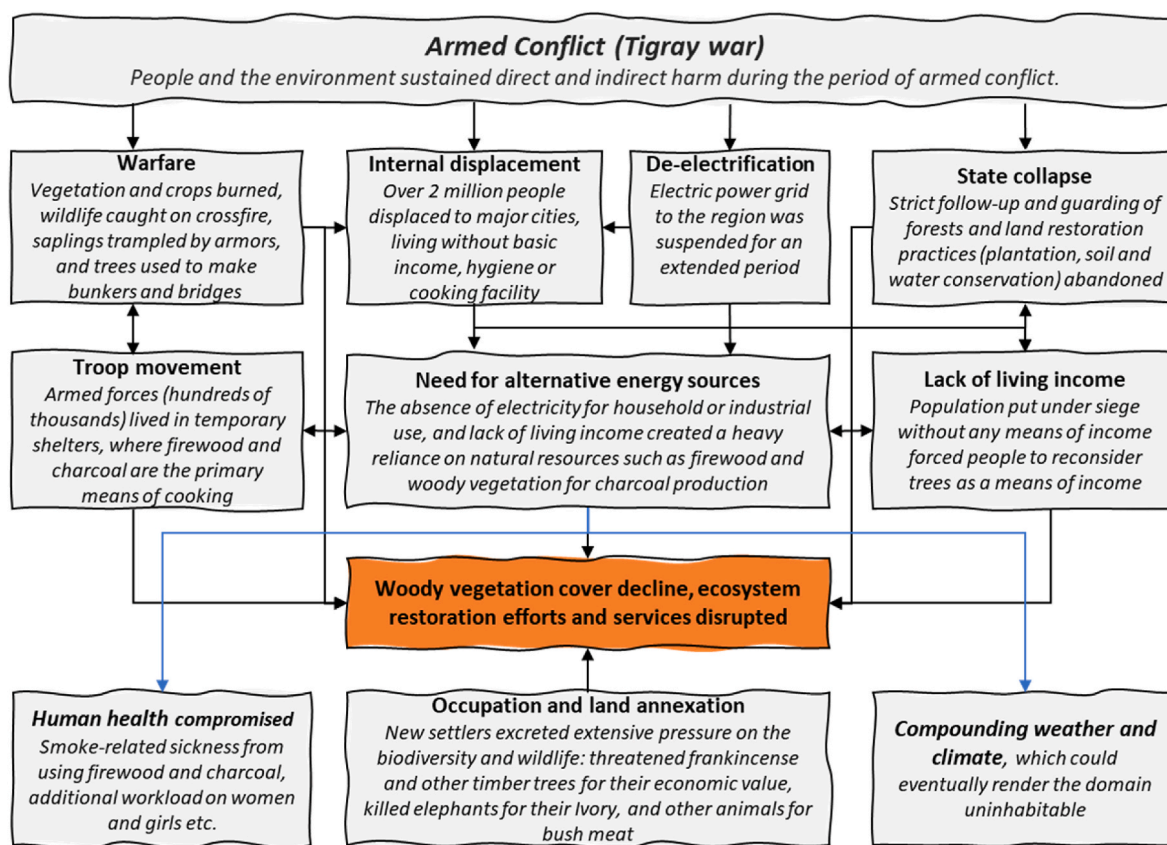 Armed Conflict (Tigray war)
People and the environment sustained direct and indirect harm during the period of armed conflict.
Warfare
Vegetation and crops burned,
wildlife caught on crossfire,
saplings trampled by armors,
and trees used to make
bunkers and bridges
Internal displacement
Over 2 million people
displaced to major cities,
living without basic
income, hygiene or
cooking facility
De-electrification
Electric power grid
to the region was
suspended for an
extended period
State collapse
Strict follow-up and guarding of
forests and land restoration
practices (plantation, soil and
water conservation) abandoned
Troop movement
Armed forces (hundreds of
thousands) lived in temporary
shelters, where firewood and
charcoal are the primary
means of cooking
Need for alternative energy sources
The absence of electricity for household or industrial
use, and lack of living income created a heavy
reliance on natural resources such as firewood and
woody vegetation for charcoal production
Lack of living income
Population put under siege
without any means of income
forced people to reconsider
trees as a means of income
Woody vegetation cover decline, ecosystem
restoration efforts and services disrupted
Human health compromised
Smoke-related sickness from
using firewood and charcoal,
additional workload on women
and girls etc.
Occupation and land annexation
New settlers excreted extensive pressure on the
biodiversity and wildlife: threatened frankincense
and other timber trees for their economic value,
killed elephants for their Ivory, and other animals for
bush meat
Compounding weather and
climate, which could
eventually render the domain
uninhabitable